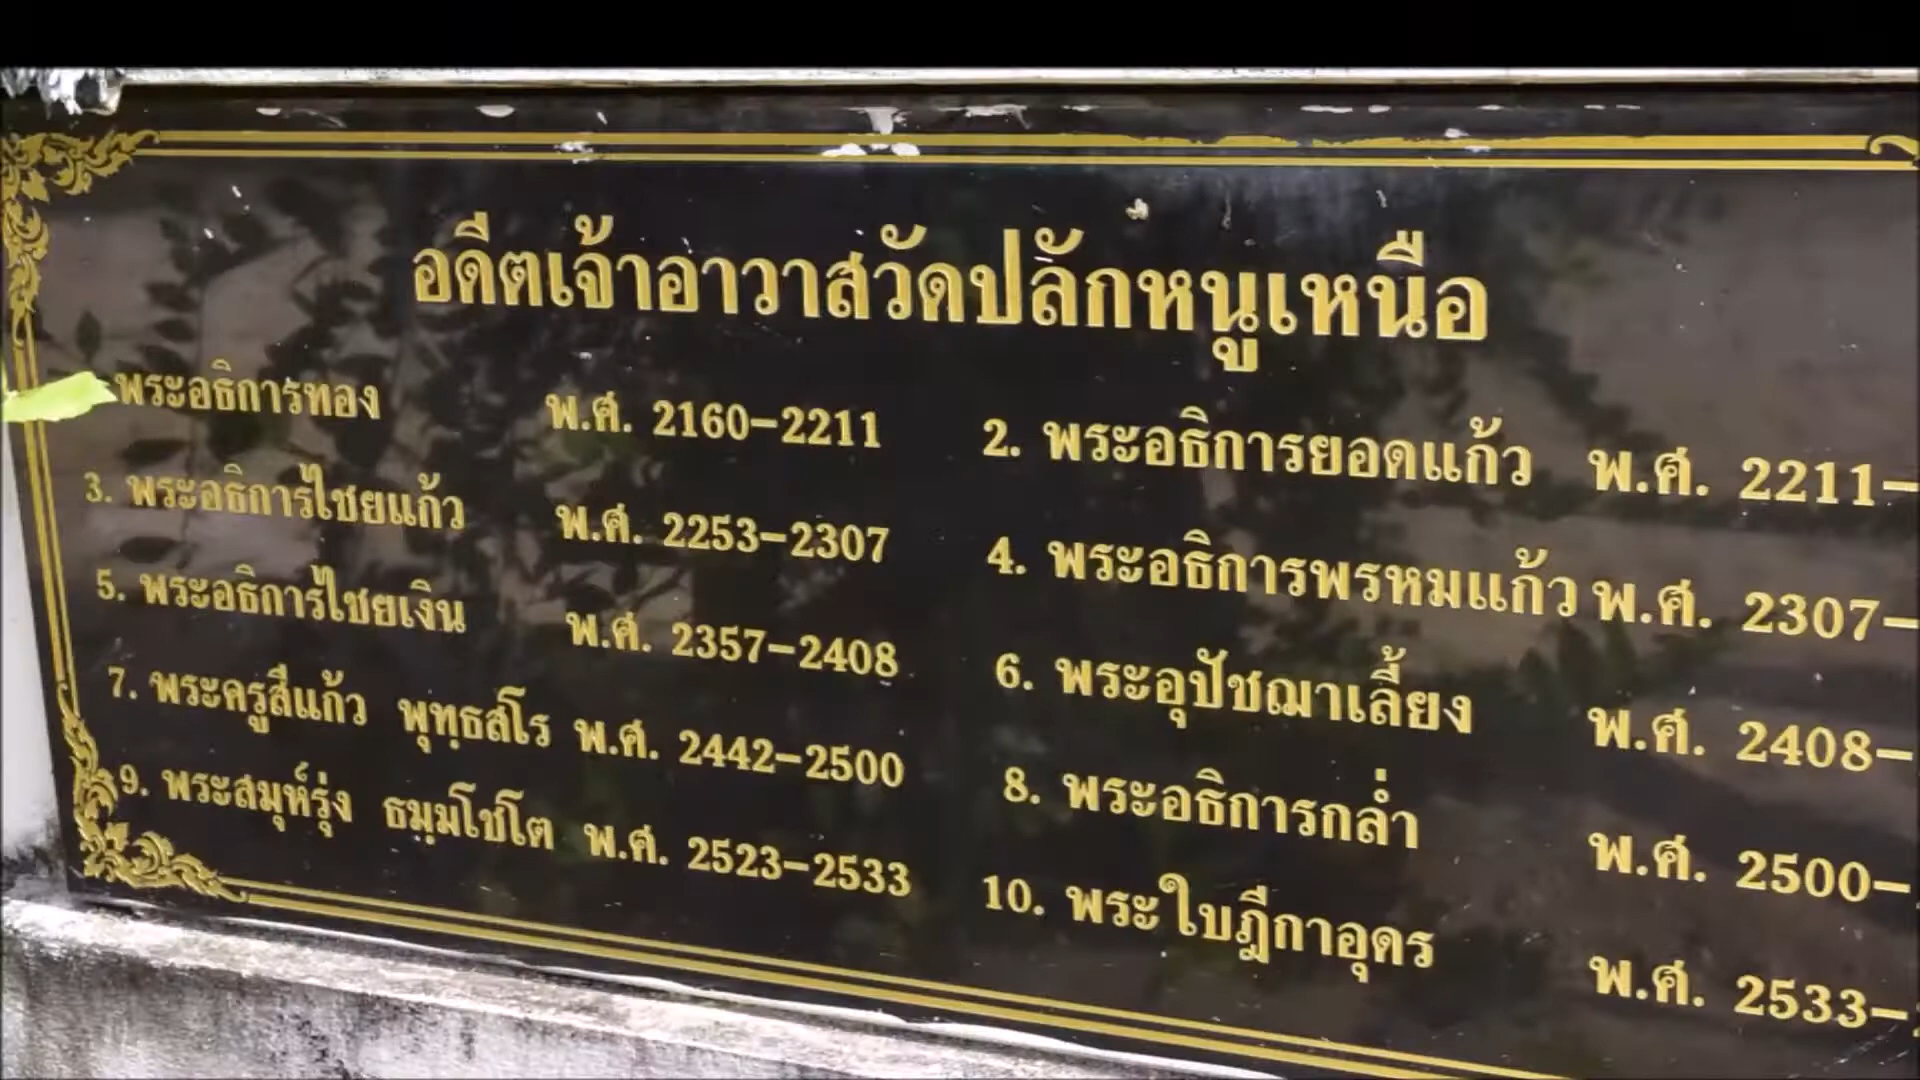 อดีตเจ้าอาวาสวัดปลักหนูเหนือ
พระอธิการทอง พ.ศ. 2160-2211 2. พระอธิการยอดแก้ว พ.ศ. 2211-
3. พระอธิการไชยแก้ว พ.ศ. 2253-2307 4. พระอธิการพรหมแก้ว พ.ศ. 2307-
5. พระอธิการไชยเงิน พ.ศ. 2357-2408 6. พระอุปัชฌาเลี้ยง พ.ศ. 2408-
7. พระครูสีแก้ว พุทฺธสโร พ.ศ. 2442-2500 8. พระอธิการกล่ำ พ.ศ. 2500-
9. พระสมุห์รุ่ง ธมฺมโชโต พ.ศ. 2523-2533 10. พระใบฎีกาอุดร พ.ศ. 2533-